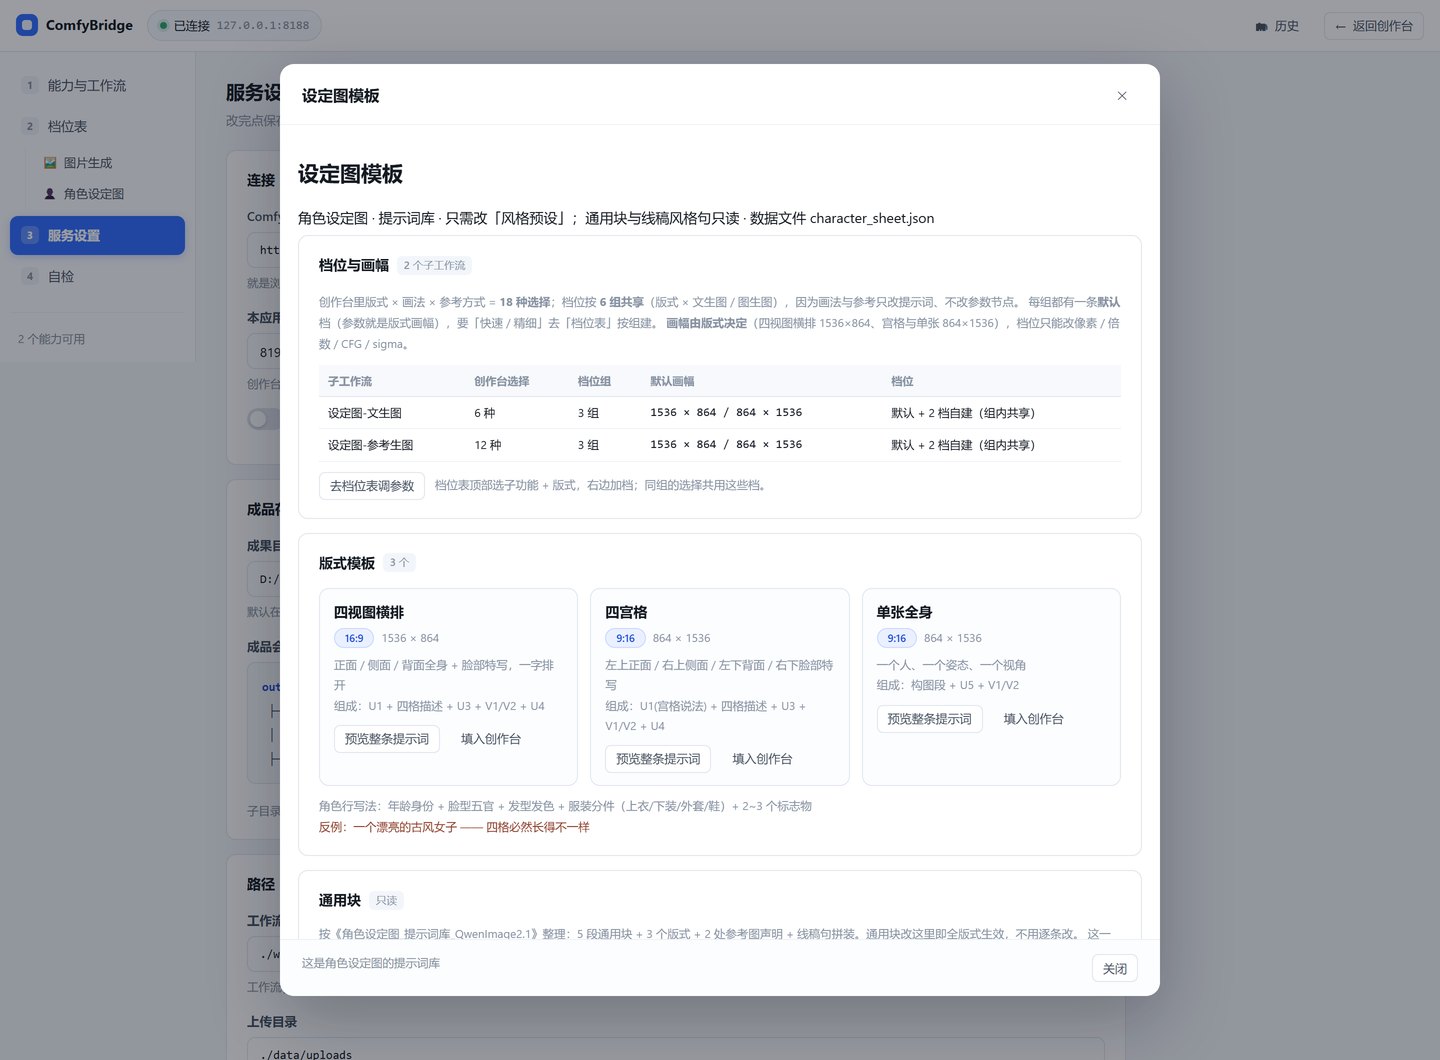 ComfyBridge
已连接 127.0.0.1:8188
历史
← 返回创作台
1 能力与工作流
2 档位表
图片生成
角色设定图
3 服务设置
4 自检
2 个能力可用
服务设
改完点保
连接
Comfy
htt
就是浏
本应用
819
创作台
成品存
成果目
D:/
默认在
成品会
out
子目录
路径
工作流
./w
工作流
上传目录
./data/uploads
设定图模板
设定图模板
角色设定图 · 提示词库 · 只需改「风格预设」；通用块与线稿风格句只读 · 数据文件 character_sheet.json
档位与画幅 2 个子工作流
创作台里版式 × 画法 × 参考方式 = 18 种选择；档位按 6 组共享（版式 × 文生图 / 图生图），因为画法与参考只改提示词、不改参数节点。 每组都有一条默认
档（参数就是版式画幅），要「快速 / 精细」去「档位表」按组建。 画幅由版式决定（四视图横排 1536×864、宫格与单张 864×1536），档位只能改像素 / 倍
数 / CFG / sigma。
子工作流 创作台选择 档位组 默认画幅 档位
设定图-文生图 6 种 3 组 1536 × 864 / 864 × 1536 默认 + 2 档自建（组内共享）
设定图-参考生图 12 种 3 组 1536 × 864 / 864 × 1536 默认 + 2 档自建（组内共享）
去档位表调参数 档位表顶部选子功能 + 版式，右边加档；同组的选择共用这些档。
版式模板 3 个
四视图横排
16:9 1536 × 864
正面 / 侧面 / 背面全身 + 脸部特写，一字排
开
组成：U1 + 四格描述 + U3 + V1/V2 + U4
预览整条提示词 填入创作台
四宫格
9:16 864 × 1536
左上正面 / 右上侧面 / 左下背面 / 右下脸部特
写
组成：U1(宫格说法) + 四格描述 + U3 +
V1/V2 + U4
预览整条提示词 填入创作台
单张全身
9:16 864 × 1536
一个人、一个姿态、一个视角
组成：构图段 + U5 + V1/V2
预览整条提示词 填入创作台
角色行写法：年龄身份 + 脸型五官 + 发型发色 + 服装分件（上衣/下装/外套/鞋）+ 2~3 个标志物
反例：一个漂亮的古风女子 —— 四格必然长得不一样
通用块 只读
按《角色设定图_提示词库_QwenImage2.1》整理：5 段通用块 + 3 个版式 + 2 处参考图声明 + 线稿句拼装。通用块改这里即全版式生效，不用逐条改。 这一
这是角色设定图的提示词库
关闭